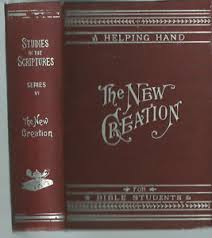 STUDIES
IN THE
SCRIPTURES
SERIES
VI
The New
Creation
A HELPING HAND
The New
Creation
FOR
BIBLE STUDENTS